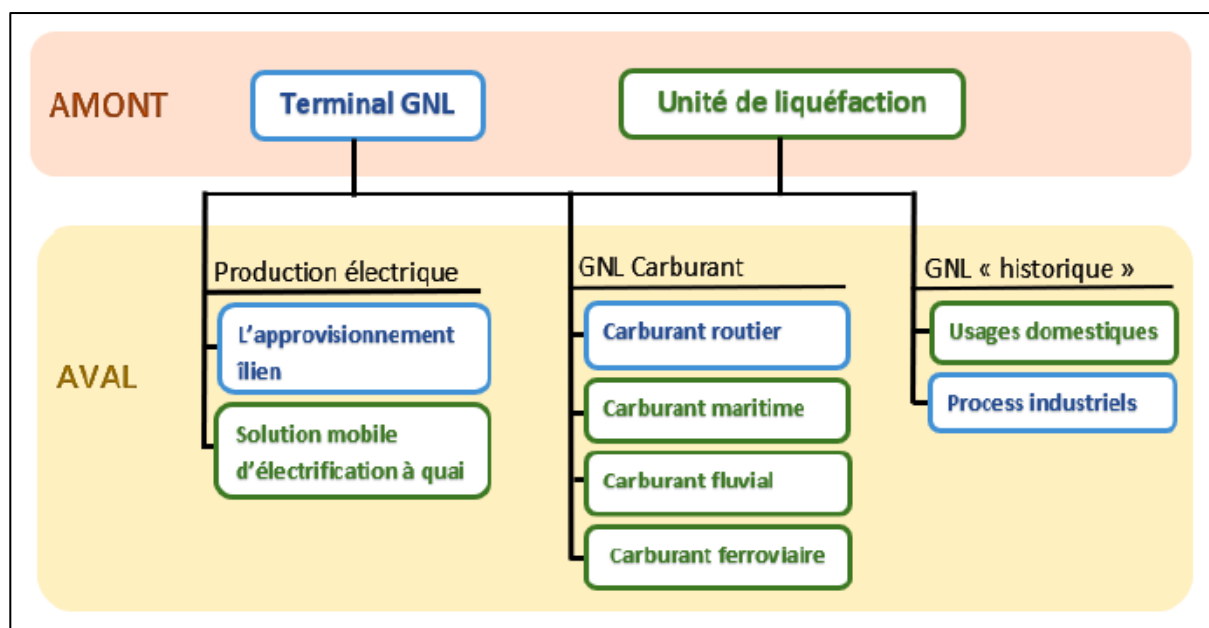 AMONT
Terminal GNL
Unité de liquéfaction
AVAL
Production électrique
L'approvisionnement
îlien
Solution mobile
d'électrification à quai
GNL Carburant
Carburant routier
Carburant maritime
Carburant fluvial
Carburant ferroviaire
GNL « historique »
Usages domestiques
Process industriels